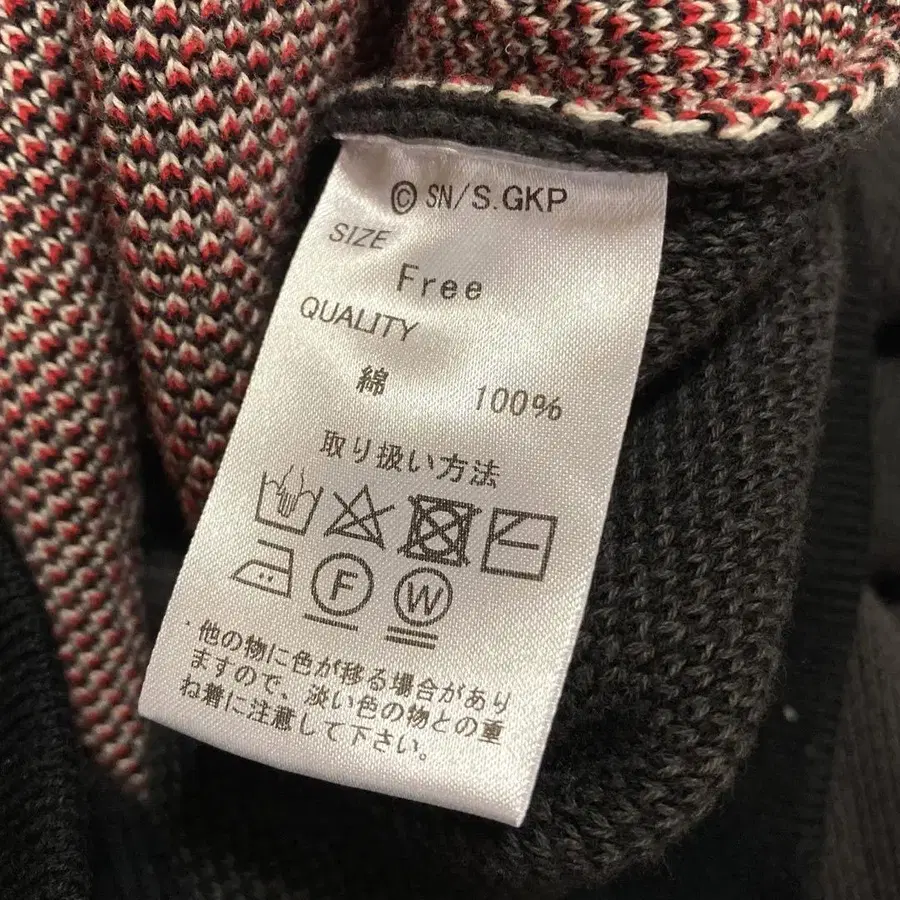 © SN/S.GKP
SIZE
Free
QUALITY
綿 100%
取り扱い方法
F W
・他の物に色が移る場合があり
ますので、淡い色の物との重
ね着に注意して下さい。